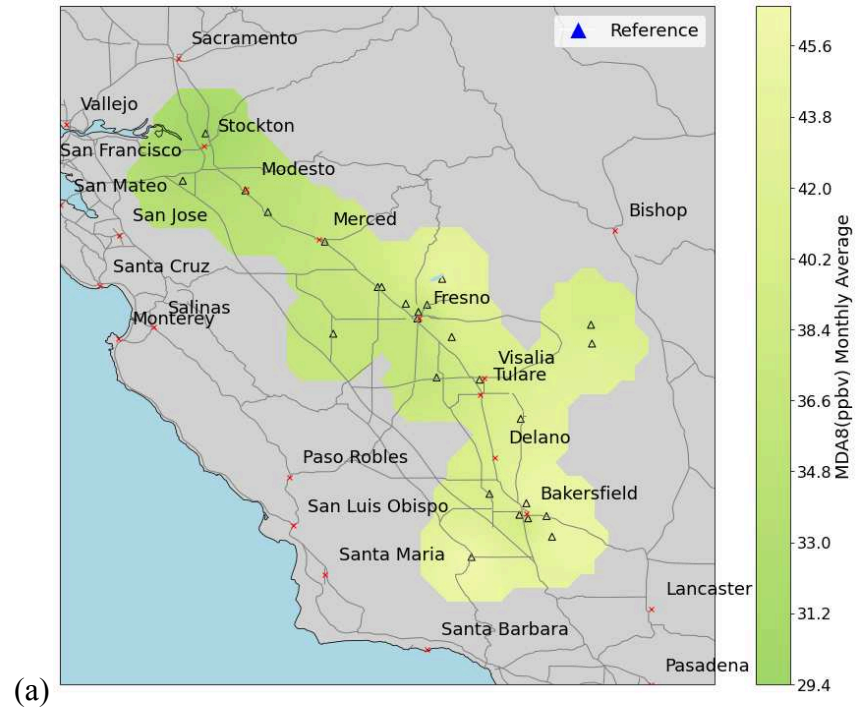 Reference
Sacramento
Vallejo
Stockton
San Francisco
Modesto
San Mateo
Bishop
San Jose
Merced
Santa Cruz
Fresno
Salinas
Monterey
Visalia
Tulare
Delano
Paso Robles
Bakersfield
San Luis Obispo
Santa Maria
Lancaster
Santa Barbara
Pasadena
45.6
43.8
42.0
40.2
38.4
36.6
34.8
33.0
31.2
29.4
MDA8(ppbv) Monthly Average
(a)